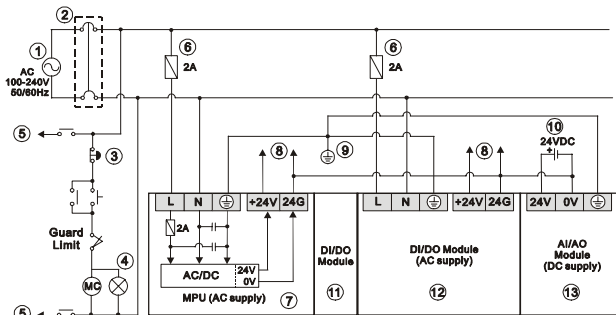 ①
②
AC
100-240V
50/60Hz
⑥
2A
⑥
2A
⑤
③
⑧
⑨
⑧
⑩
24VDC
+
L N +24V 24G
L N +24V 24G
24V 0V
Guard
Limit
2A
④
MC
AC/DC
24V
0V
MPU (AC supply)
⑦
DI/DO
Module
⑪
DI/DO Module
(AC supply)
⑫
AI/AO
Module
(DC supply)
⑬
⑤